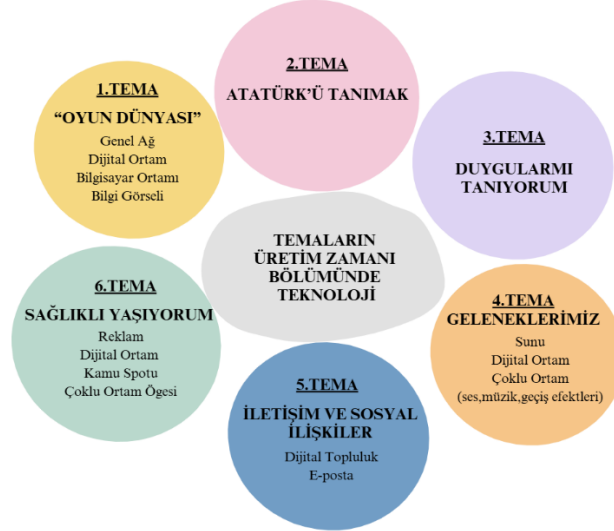 1.TEMA
“OYUN DÜNYASI”
Genel Ağ
Dijital Ortam
Bilgisayar Ortamı
Bilgi Görseli
2.TEMA
ATATÜRK’Ü TANIMAK
3.TEMA
DUYGULARMI
TANIYORUM
TEMALARIN
ÜRETİM ZAMANI
BÖLÜMÜNDE
TEKNOLOJİ
4.TEMA
GELENEKLERİMİZ
Sunu
Dijital Ortam
Çoklu Ortam
(ses,müzik,geçiş efektleri)
5.TEMA
İLETİŞİM VE SOSYAL
İLİŞKİLER
Dijital Topluluk
E-posta
6.TEMA
SAĞLIKLI YAŞIYORUM
Reklam
Dijital Ortam
Kamu Spotu
Çoklu Ortam Ögesi